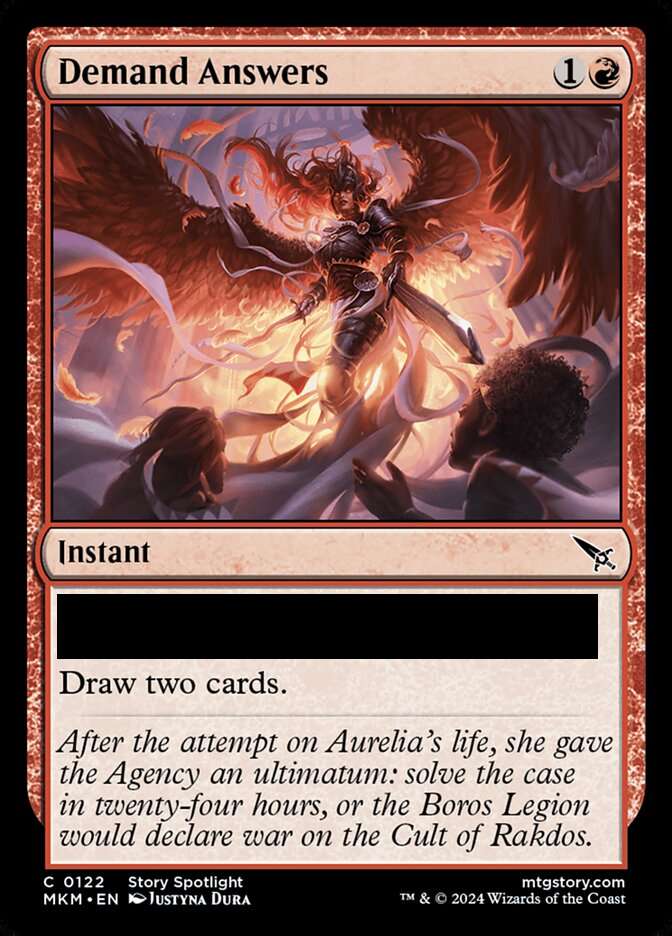 Demand Answers
1
Instant
Draw two cards.
After the attempt on Aurelia's life, she gave
the Agency an ultimatum: solve the case
in twenty-four hours, or the Boros Legion
would declare war on the Cult of Rakdos.
C 0122 Story Spotlight mtgstory.com
MKM • EN Justyna Dura ™ & © 2024 Wizards of the Coast